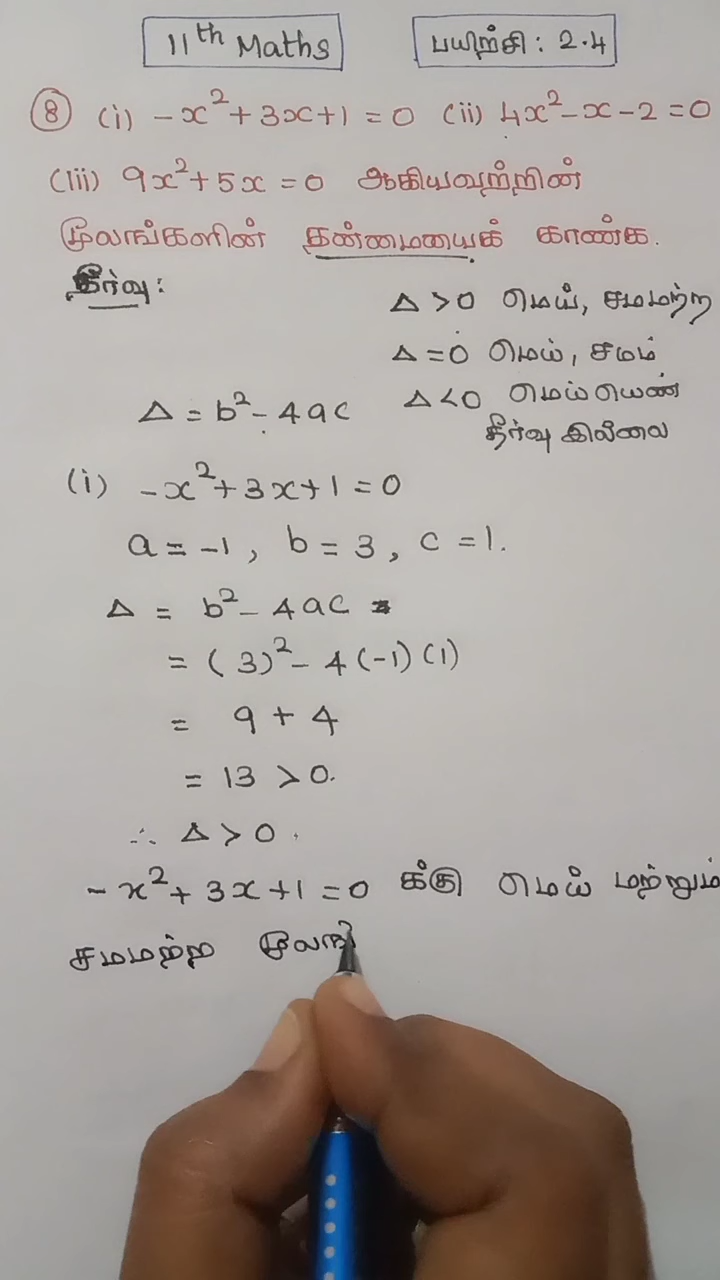 11th Maths பயிற்சி : 2.4
⑧ (i) -x²+3x+1=0 (ii) 4x²-x-2=0
(iii) 9x²+5x=0 ஆகியவற்றின்
மூலங்களின் தன்மையைக் காண்க.
தீர்வு:
Δ>0 மெய், சமமற்ற
Δ=0 மெய், சமம்
Δ<0 மெய்யெண்
தீர்வு இல்லை
Δ = b²-4ac
(i) -x²+3x+1=0
a=-1, b=3, c=1.
Δ = b²-4ac
= (3)²-4(-1)(1)
= 9+4
= 13>0.
∴ Δ>0.
-x²+3x+1=0 க்கு மெய் மற்றும்
சமமற்ற